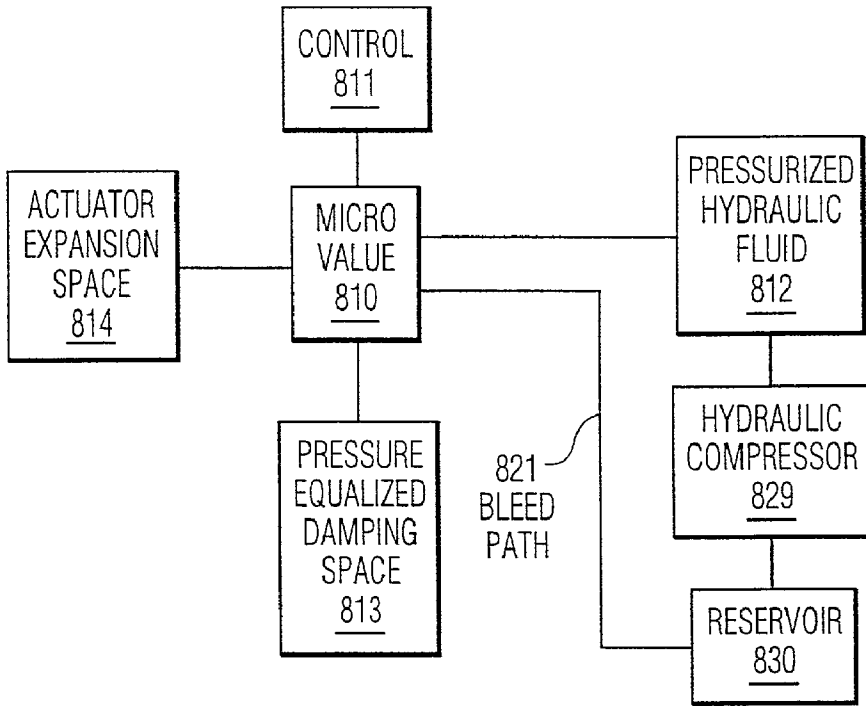 CONTROL
811
ACTUATOR
EXPANSION
SPACE
814
MICRO
VALUE
810
PRESSURIZED
HYDRAULIC
FLUID
812
PRESSURE
EQUALIZED
DAMPING
SPACE
813
821
BLEED
PATH
HYDRAULIC
COMPRESSOR
829
RESERVOIR
830